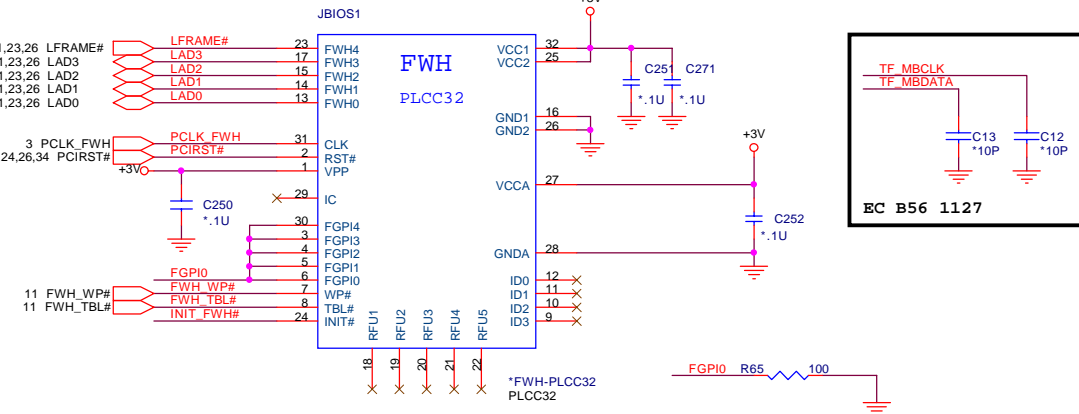 JBIOS1
FWH
PLCC32
,23,26 LFRAME#
LFRAME#
23
FWH4
1,23,26 LAD3
LAD3
17
FWH3
1,23,26 LAD2
LAD2
15
FWH2
1,23,26 LAD1
LAD1
14
FWH1
1,23,26 LAD0
LAD0
13
FWH0
3 PCLK_FWH
PCLK_FWH
31
CLK
24,26,34 PCIRST#
PCIRST#
2
RST#
+3V
1
VPP
C250
*.1U
29
IC
30
FGPI4
3
FGPI3
4
FGPI2
5
FGPI1
FGPI0
6
FGPI0
11 FWH_WP#
FWH_WP#
7
WP#
11 FWH_TBL#
FWH_TBL#
8
TBL#
INIT_FWH#
24
INIT#
RFU1
RFU2
RFU3
RFU4
RFU5
18
19
20
21
22
VCC1
32
VCC2
25
C251
*.1U
C271
*.1U
GND1
16
GND2
26
+3V
VCCA
27
C252
*.1U
GNDA
28
ID0
12
ID1
11
ID2
10
ID3
9
*FWH-PLCC32
PLCC32
TF_MBCLK
TF_MBDATA
C13
*10P
C12
*10P
EC B56 1127
FGPI0
R65
100